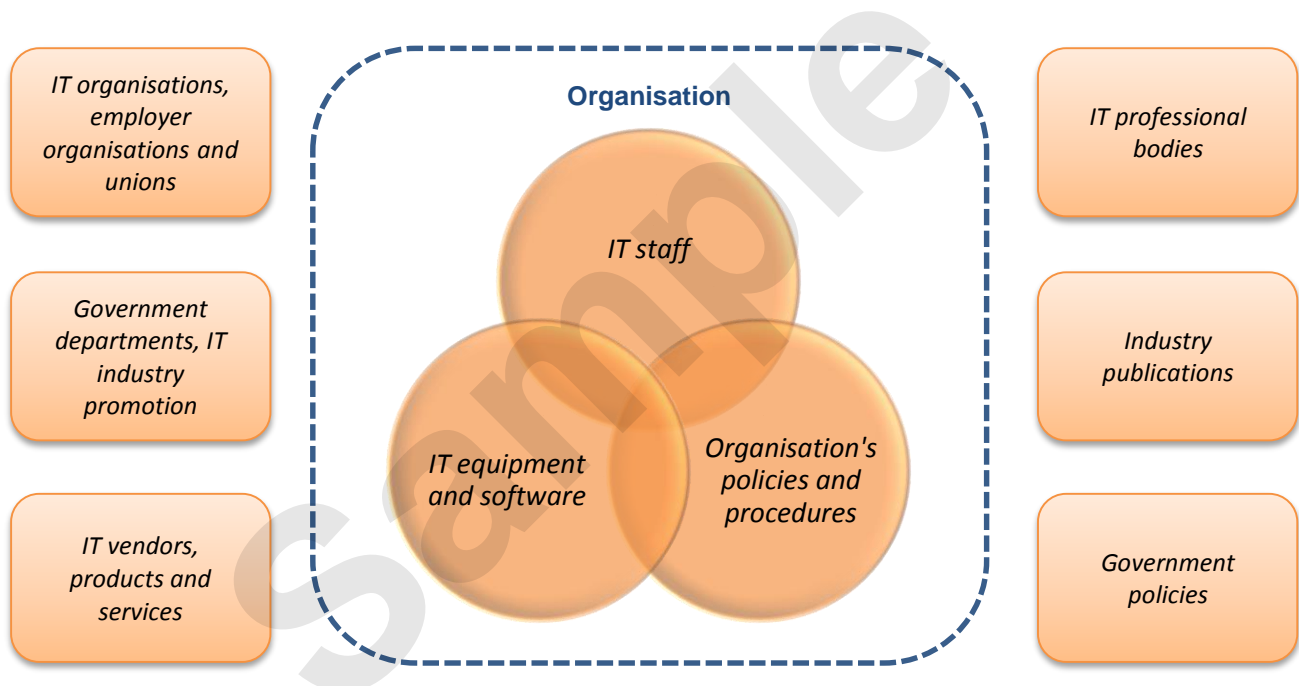 IT organisations,
employer
organisations and
unions
Government
departments, IT
industry
promotion
IT vendors,
products and
services
Organisation
IT staff
IT equipment
and software
Organisation's
policies and
procedures
IT professional
bodies
Industry
publications
Government
policies
Sample